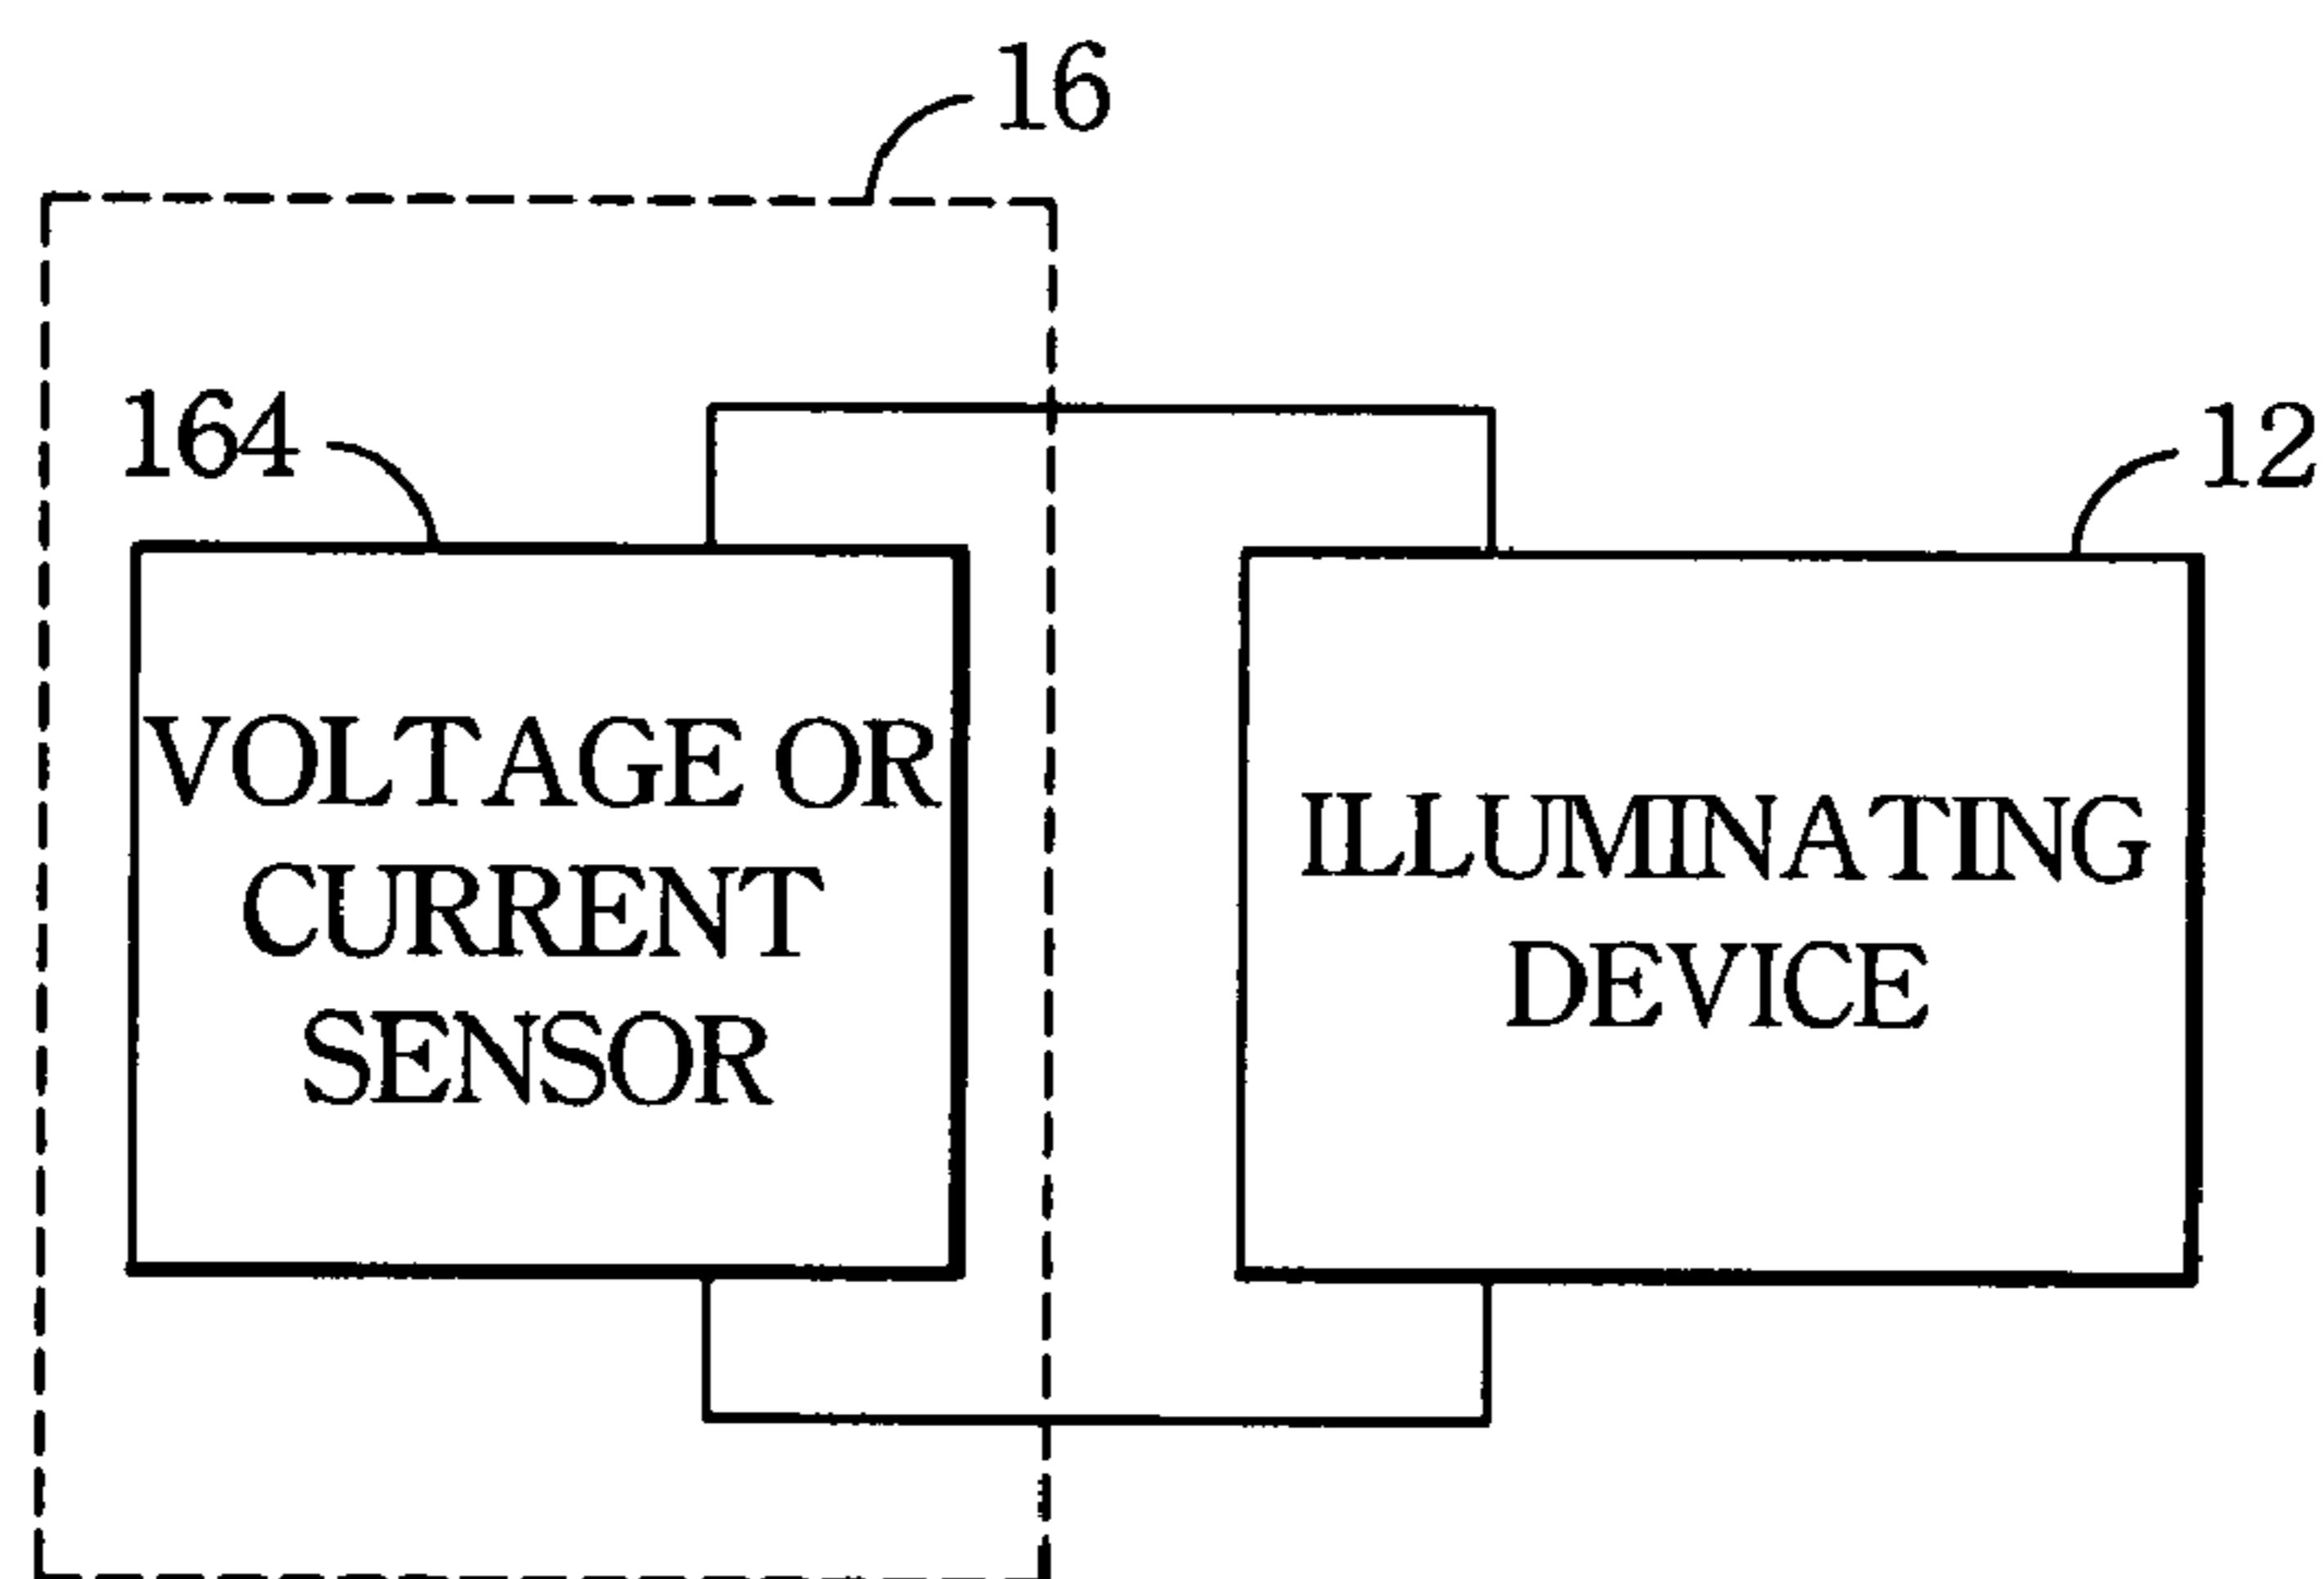 16
164
12
VOLTAGE OR
CURRENT
SENSOR
ILLUMINATING
DEVICE